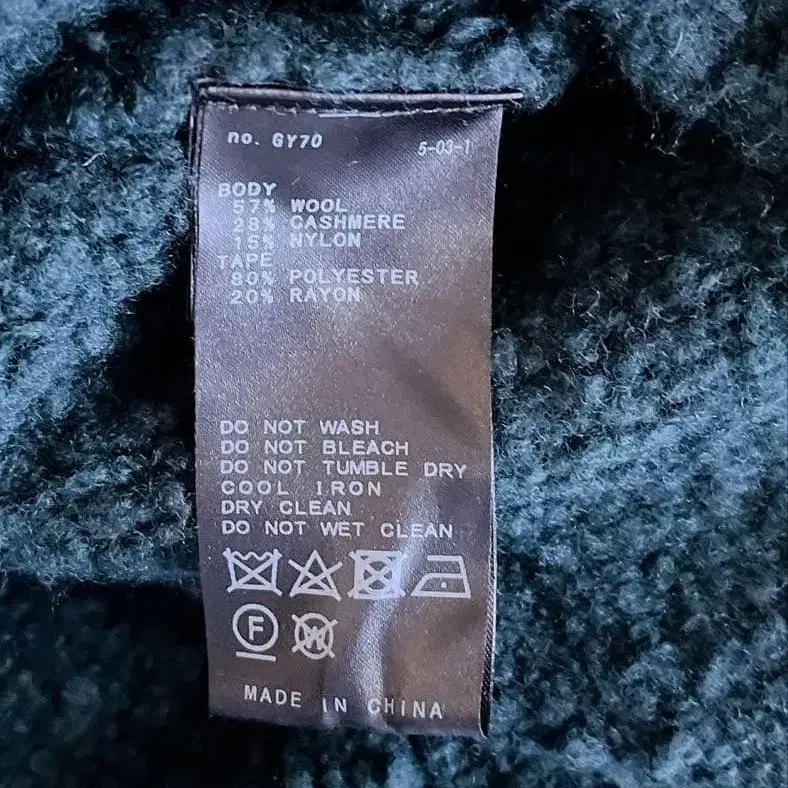 no. GY70 5-03-1
BODY
57% WOOL
28% CASHMERE
15% NYLON
TAPE
80% POLYESTER
20% RAYON
DO NOT WASH
DO NOT BLEACH
DO NOT TUMBLE DRY
COOL IRON
DRY CLEAN
DO NOT WET CLEAN
F W
MADE IN CHINA